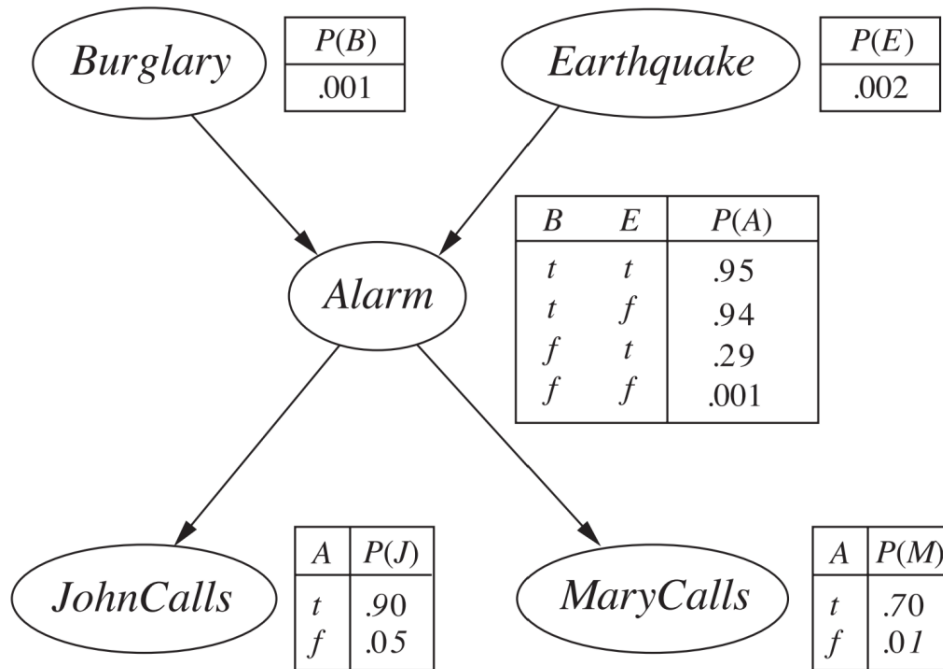 Burglary
P(B)
.001
Earthquake
P(E)
.002
Alarm
B E P(A)
t t .95
t f .94
f t .29
f f .001
JohnCalls
A P(J)
t .90
f .05
MaryCalls
A P(M)
t .70
f .01